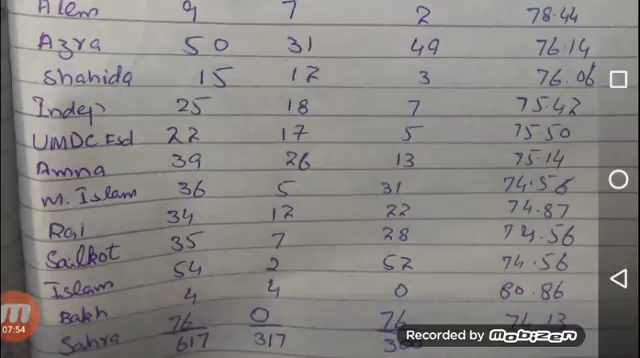 Alem 9 7 2 78.44
Azra 50 31 49 76.14
Shahida 15 12 3 76.06
Indep 25 18 7 75.42
UMDC Fsd 22 17 5 75.50
Amna 39 26 13 75.14
M. Islam 36 5 31 74.56
Rai 34 12 22 74.87
Sailkot 35 7 28 74.56
Islam 54 2 52 74.56
Bakh 4 4 0 80.86
Sahra 76 0 76
617 317
07:54
Recorded by mobizen